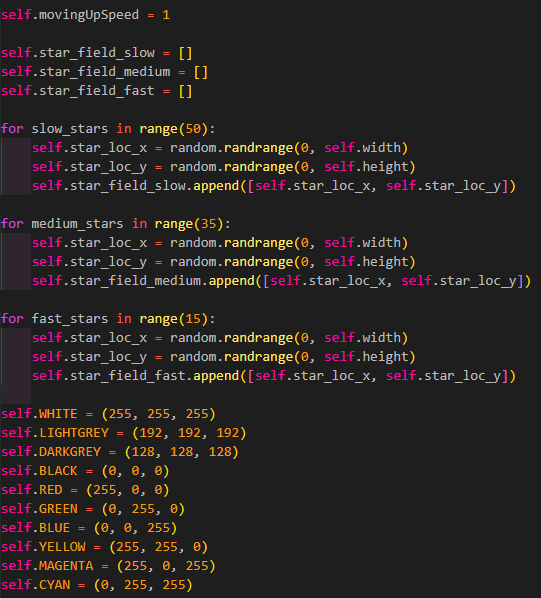 self.movingUpSpeed = 1

self.star_field_slow = []
self.star_field_medium = []
self.star_field_fast = []

for slow_stars in range(50):
    self.star_loc_x = random.randrange(0, self.width)
    self.star_loc_y = random.randrange(0, self.height)
    self.star_field_slow.append([self.star_loc_x, self.star_loc_y])

for medium_stars in range(35):
    self.star_loc_x = random.randrange(0, self.width)
    self.star_loc_y = random.randrange(0, self.height)
    self.star_field_medium.append([self.star_loc_x, self.star_loc_y])

for fast_stars in range(15):
    self.star_loc_x = random.randrange(0, self.width)
    self.star_loc_y = random.randrange(0, self.height)
    self.star_field_fast.append([self.star_loc_x, self.star_loc_y])

self.WHITE = (255, 255, 255)
self.LIGHTGREY = (192, 192, 192)
self.DARKGREY = (128, 128, 128)
self.BLACK = (0, 0, 0)
self.RED = (255, 0, 0)
self.GREEN = (0, 255, 0)
self.BLUE = (0, 0, 255)
self.YELLOW = (255, 255, 0)
self.MAGENTA = (255, 0, 255)
self.CYAN = (0, 255, 255)